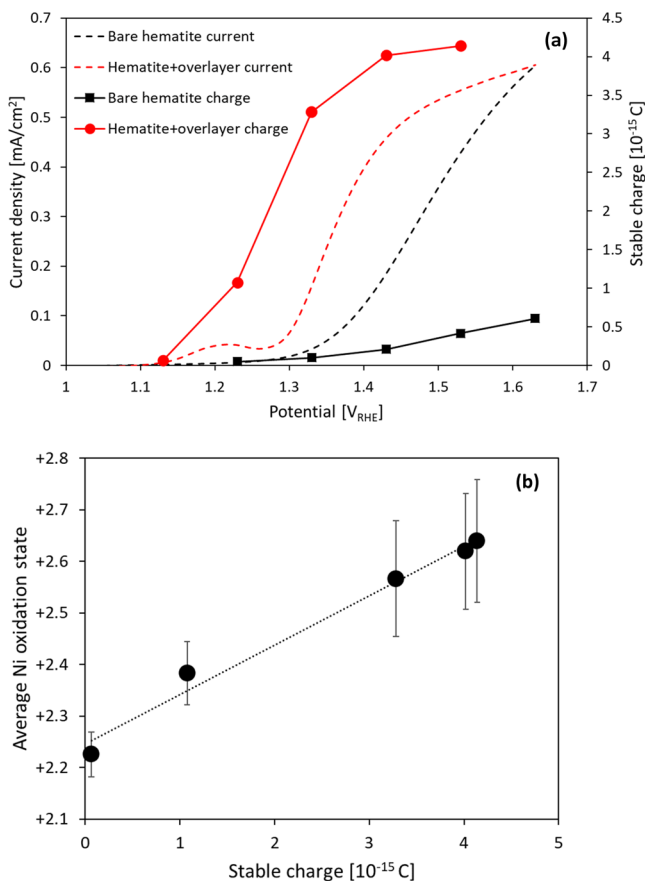 (a)
Bare hematite current
Hematite+overlayer current
Bare hematite charge
Hematite+overlayer charge
Current density [mA/cm²]
0.7
0.6
0.5
0.4
0.3
0.2
0.1
0
Stable charge [10⁻¹⁵ C]
4.5
4
3.5
3
2.5
2
1.5
1
0.5
0
1 1.1 1.2 1.3 1.4 1.5 1.6 1.7
Potential [V_RHE]
(b)
Average Ni oxidation state
+2.8
+2.7
+2.6
+2.5
+2.4
+2.3
+2.2
+2.1
0 1 2 3 4 5
Stable charge [10⁻¹⁵ C]